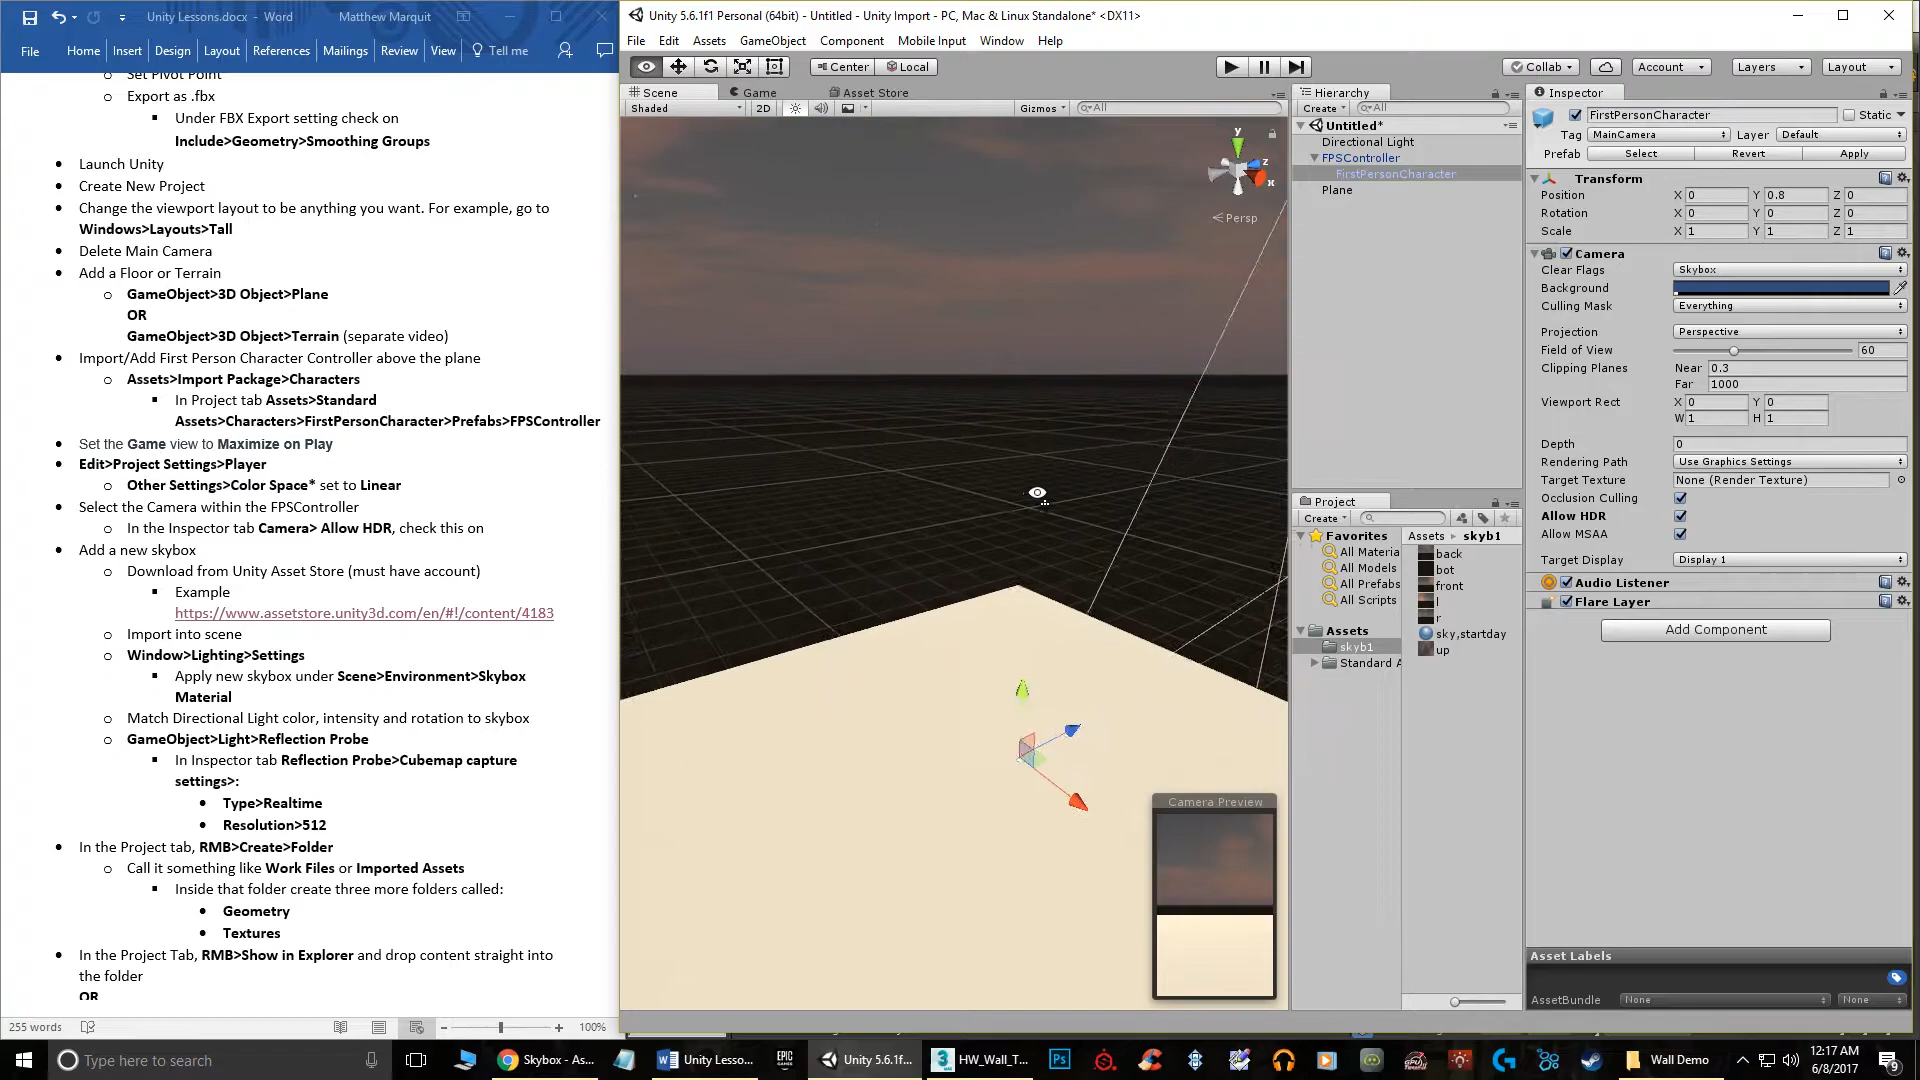 Unity Lessons.docx - Word
Matthew Marquit
File Home Insert Design Layout References Mailings Review View Tell me
Set Pivot Point
Export as .fbx
Under FBX Export setting check on
Include>Geometry>Smoothing Groups
Launch Unity
Create New Project
Change the viewport layout to be anything you want. For example, go to
Windows>Layouts>Tall
Delete Main Camera
Add a Floor or Terrain
GameObject>3D Object>Plane
OR
GameObject>3D Object>Terrain (separate video)
Import/Add First Person Character Controller above the plane
Assets>Import Package>Characters
In Project tab Assets>Standard
Assets>Characters>FirstPersonCharacter>Prefabs>FPSController
Set the Game view to Maximize on Play
Edit>Project Settings>Player
Other Settings>Color Space* set to Linear
Select the Camera within the FPSController
In the Inspector tab Camera> Allow HDR, check this on
Add a new skybox
Download from Unity Asset Store (must have account)
Example
https://www.assetstore.unity3d.com/en/#!/content/4183
Import into scene
Window>Lighting>Settings
Apply new skybox under Scene>Environment>Skybox
Material
Match Directional Light color, intensity and rotation to skybox
GameObject>Light>Reflection Probe
In Inspector tab Reflection Probe>Cubemap capture
settings>:
Type>Realtime
Resolution>512
In the Project tab, RMB>Create>Folder
Call it something like Work Files or Imported Assets
Inside that folder create three more folders called:
Geometry
Textures
In the Project Tab, RMB>Show in Explorer and drop content straight into
the folder
OR
255 words
100%
Unity 5.6.1f1 Personal (64bit) - Untitled - Unity Import - PC, Mac & Linux Standalone* <DX11>
File Edit Assets GameObject Component Mobile Input Window Help
Center Local
Collab Account Layers Layout
Scene Game Asset Store
Shaded 2D Gizmos All
y
z
x
Persp
Camera Preview
Hierarchy
Create All
Untitled*
Directional Light
FPSController
FirstPersonCharacter
Plane
Project
Create
Favorites
All Materia
All Models
All Prefabs
All Scripts
Assets
skyb1
Standard A
Assets skyb1
back
bot
front
l
r
sky,startday
up
Inspector
FirstPersonCharacter Static
Tag MainCamera Layer Default
Prefab Select Revert Apply
Transform
Position X 0 Y 0.8 Z 0
Rotation X 0 Y 0 Z 0
Scale X 1 Y 1 Z 1
Camera
Clear Flags Skybox
Background
Culling Mask Everything
Projection Perspective
Field of View 60
Clipping Planes Near 0.3
Far 1000
Viewport Rect X 0 Y 0
W 1 H 1
Depth 0
Rendering Path Use Graphics Settings
Target Texture None (Render Texture)
Occlusion Culling
Allow HDR
Allow MSAA
Target Display Display 1
Audio Listener
Flare Layer
Add Component
Asset Labels
AssetBundle None None
Type here to search
Skybox - As...
Unity Lesso...
EPIC GAMES
Unity 5.6.1f...
HW_Wall_T...
Ps
Wall Demo
12:17 AM
6/8/2017
9